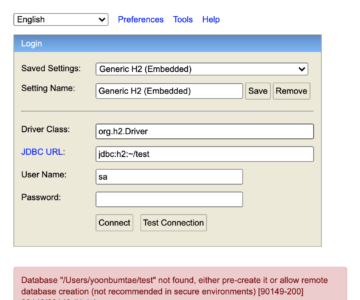 English Preferences Tools Help
Login
Saved Settings: Generic H2 (Embedded)
Setting Name: Generic H2 (Embedded) Save Remove
Driver Class: org.h2.Driver
JDBC URL: jdbc:h2:~/test
User Name: sa
Password:
Connect Test Connection
Database "/Users/yoonbumtae/test" not found, either pre-create it or allow remote
database creation (not recommended in secure environments) [90149-200]